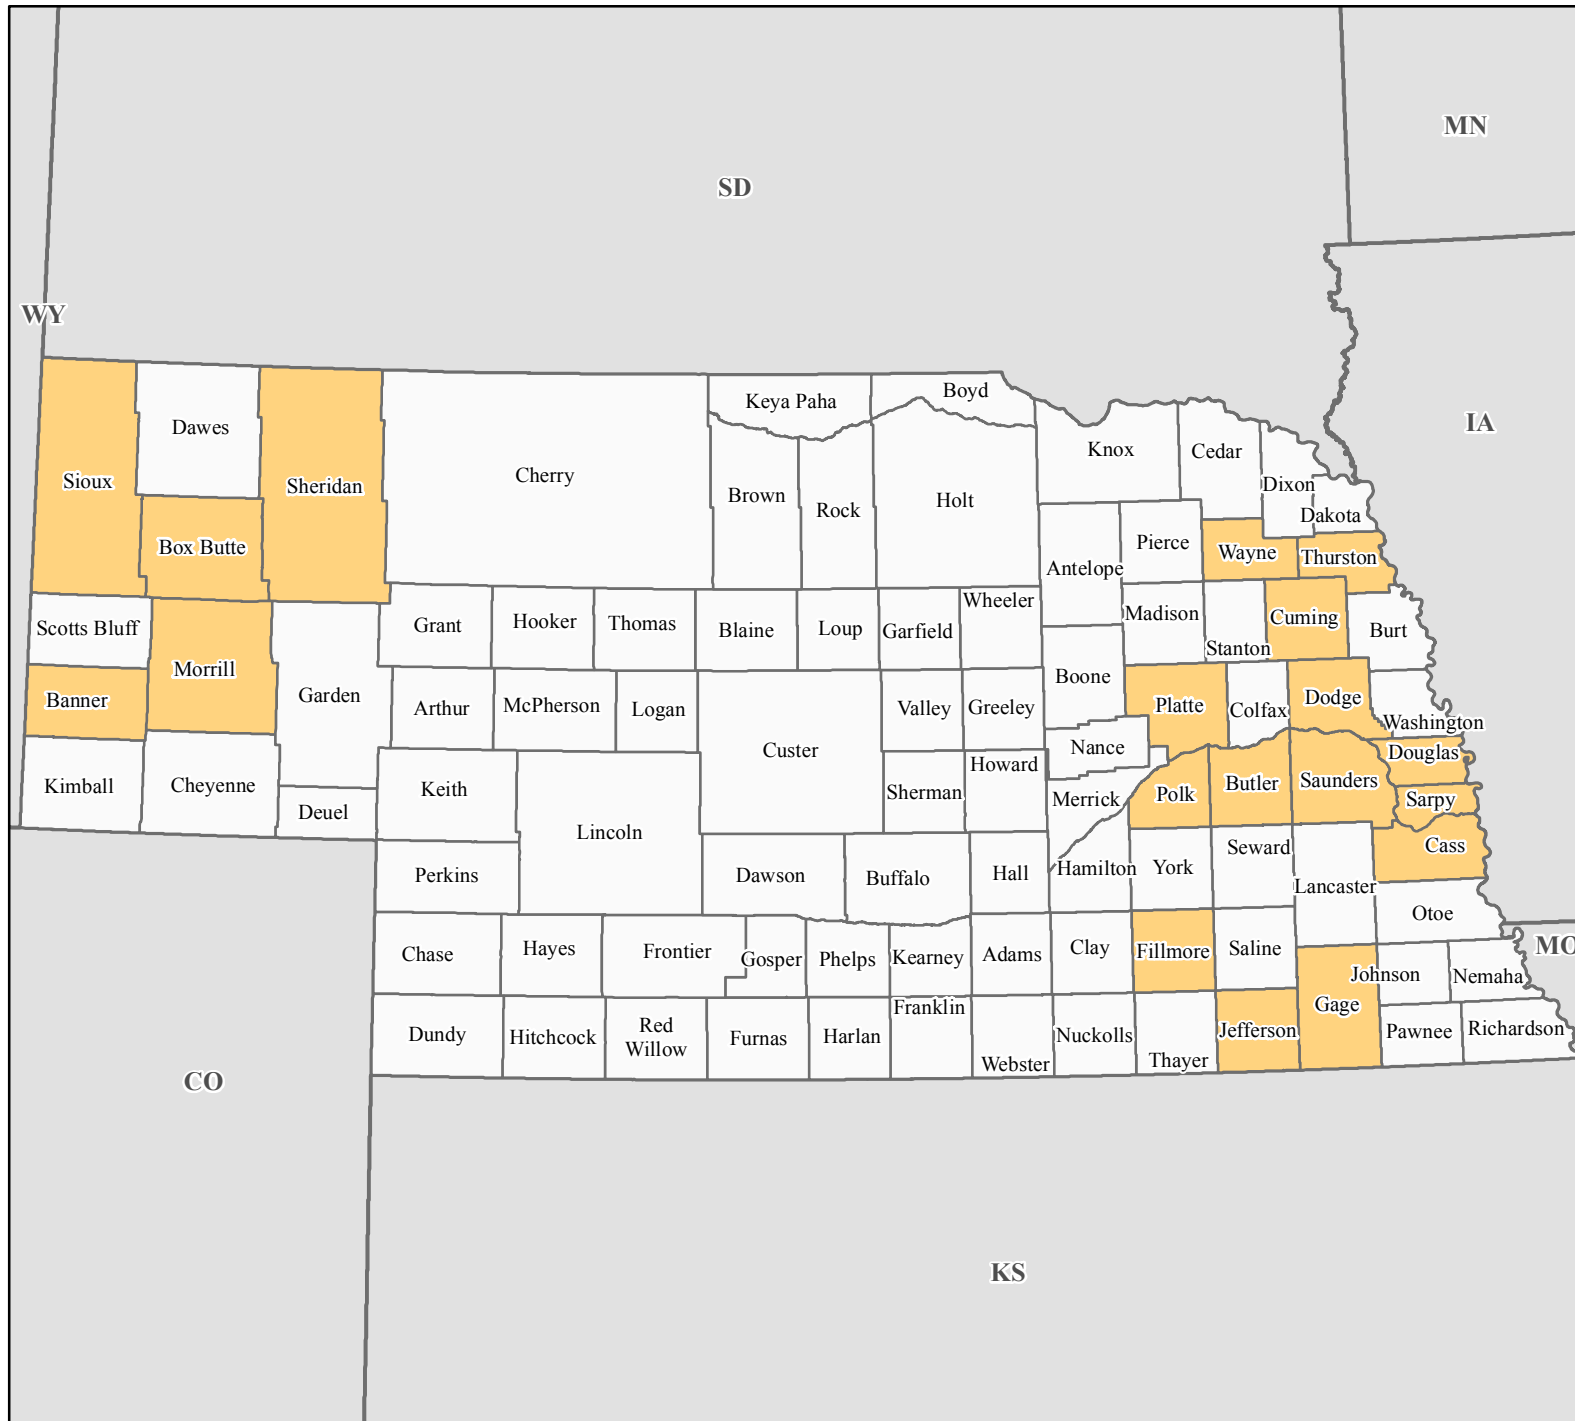 MN
SD
WY
IA
Boyd
Keya Paha
Dawes
Knox
Cedar
Cherry
Sioux
Sheridan
Dixon
Brown
Holt
Rock
Dakota
Box Butte
Pierce
Wayne
Thurston
Antelope
Wheeler
Scotts Bluff
Grant
Hooker
Thomas
Blaine
Loup
Garfield
Madison
Cuming
Burt
Stanton
Morrill
Boone
Banner
Garden
Arthur
McPherson
Logan
Valley
Greeley
Platte
Colfax
Dodge
Washington
Custer
Nance
Douglas
Kimball
Cheyenne
Keith
Howard
Sherman
Merrick
Polk
Butler
Saunders
Sarpy
Deuel
Lincoln
Cass
Perkins
Dawson
Buffalo
Hall
Hamilton
York
Seward
Lancaster
Otoe
Chase
Hayes
Frontier
Gosper
Phelps
Kearney
Adams
Clay
Fillmore
Saline
MO
Johnson
Nemaha
Gage
Franklin
Dundy
Hitchcock
Red
Willow
Furnas
Harlan
Nuckolls
Jefferson
Pawnee
Richardson
Webster
Thayer
CO
KS